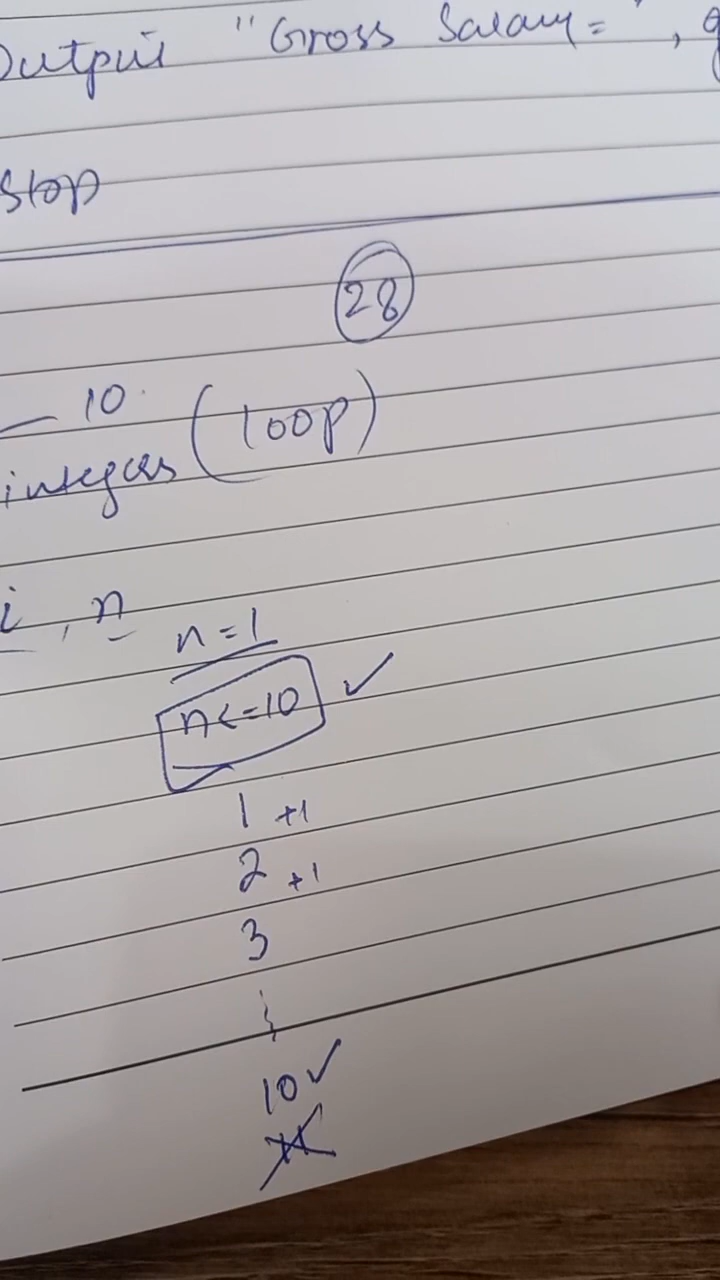 Output "Gross Salary= ", g
Stop
28
10
integers (loop)
i, n
n=1
n<=10 ✓
1 +1
2 +1
3
10 ✓
11